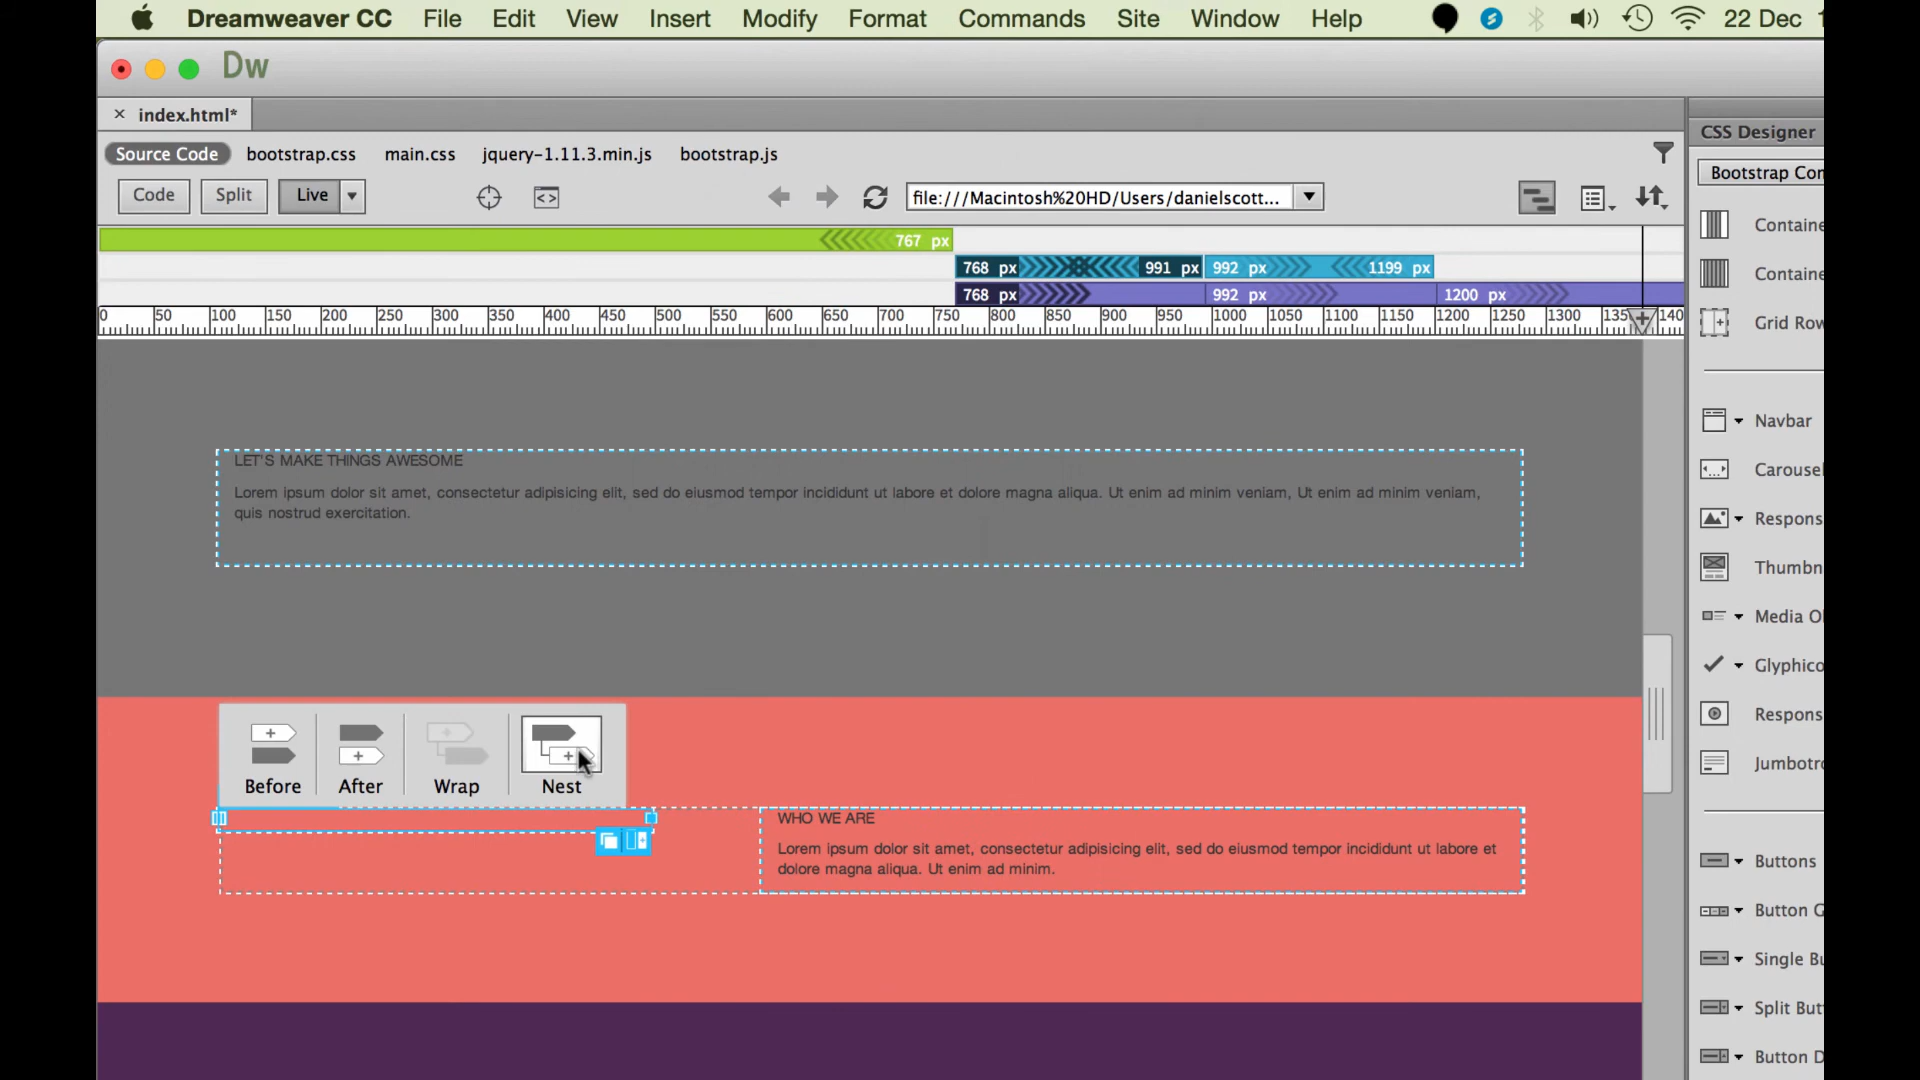 Dreamweaver CC File Edit View Insert Modify Format Commands Site Window Help 22 Dec 1
Dw
× index.html*
Source Code bootstrap.css main.css jquery-1.11.3.min.js bootstrap.js
Code Split Live
file:///Macintosh%20HD/Users/danielscott...
767 px
768 px 991 px 992 px 1199 px
768 px 992 px 1200 px
0 50 100 150 200 250 300 350 400 450 500 550 600 650 700 750 800 850 900 950 1000 1050 1100 1150 1200 1250 1300 135 140
LET'S MAKE THINGS AWESOME
Lorem ipsum dolor sit amet, consectetur adipisicing elit, sed do eiusmod tempor incididunt ut labore et dolore magna aliqua. Ut enim ad minim veniam, Ut enim ad minim veniam,
quis nostrud exercitation.
Before After Wrap Nest
WHO WE ARE
Lorem ipsum dolor sit amet, consectetur adipisicing elit, sed do eiusmod tempor incididunt ut labore et
dolore magna aliqua. Ut enim ad minim.
CSS Designer
Bootstrap Con
Containe
Containe
Grid Row
Navbar
Carousel
Respons
Thumbn
Media O
Glyphico
Respons
Jumbotro
Buttons
Button G
Single Bu
Split But
Button D